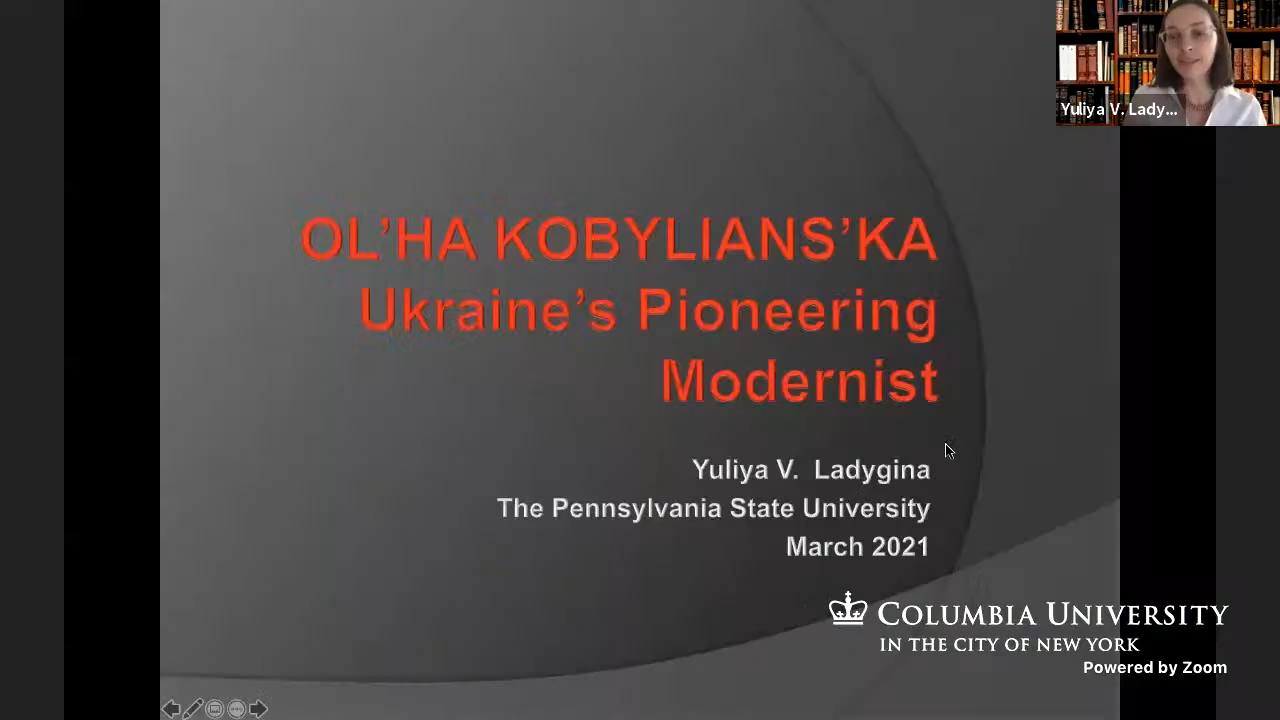 Yuliya V. Lady...
OL’HA KOBYLIANS’KA
Ukraine’s Pioneering
Modernist
Yuliya V. Ladygina
The Pennsylvania State University
March 2021
COLUMBIA UNIVERSITY
IN THE CITY OF NEW YORK
Powered by Zoom